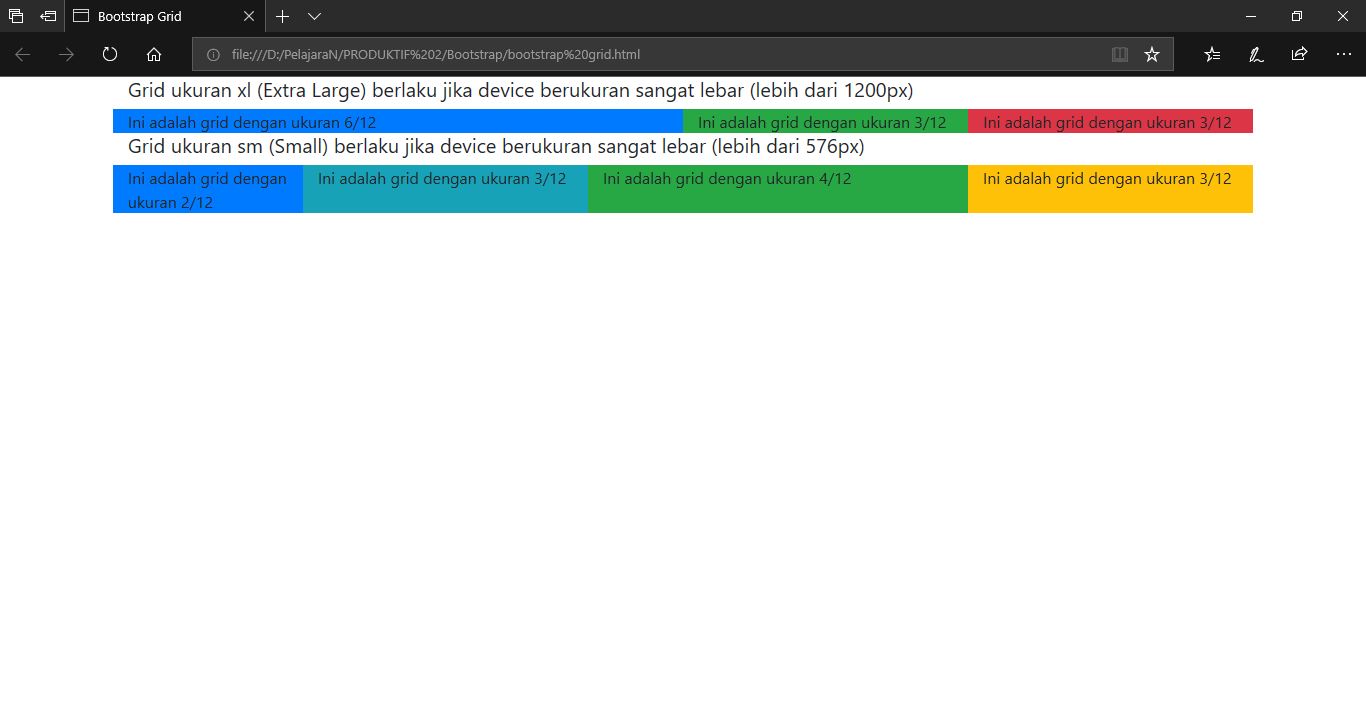 Bootstrap Grid
file:///D:/PelajaraN/PRODUKTIF%202/Bootstrap/bootstrap%20grid.html
Grid ukuran xl (Extra Large) berlaku jika device berukuran sangat lebar (lebih dari 1200px)
Ini adalah grid dengan ukuran 6/12 Ini adalah grid dengan ukuran 3/12 Ini adalah grid dengan ukuran 3/12
Grid ukuran sm (Small) berlaku jika device berukuran sangat lebar (lebih dari 576px)
Ini adalah grid dengan
ukuran 2/12
Ini adalah grid dengan ukuran 3/12
Ini adalah grid dengan ukuran 4/12
Ini adalah grid dengan ukuran 3/12